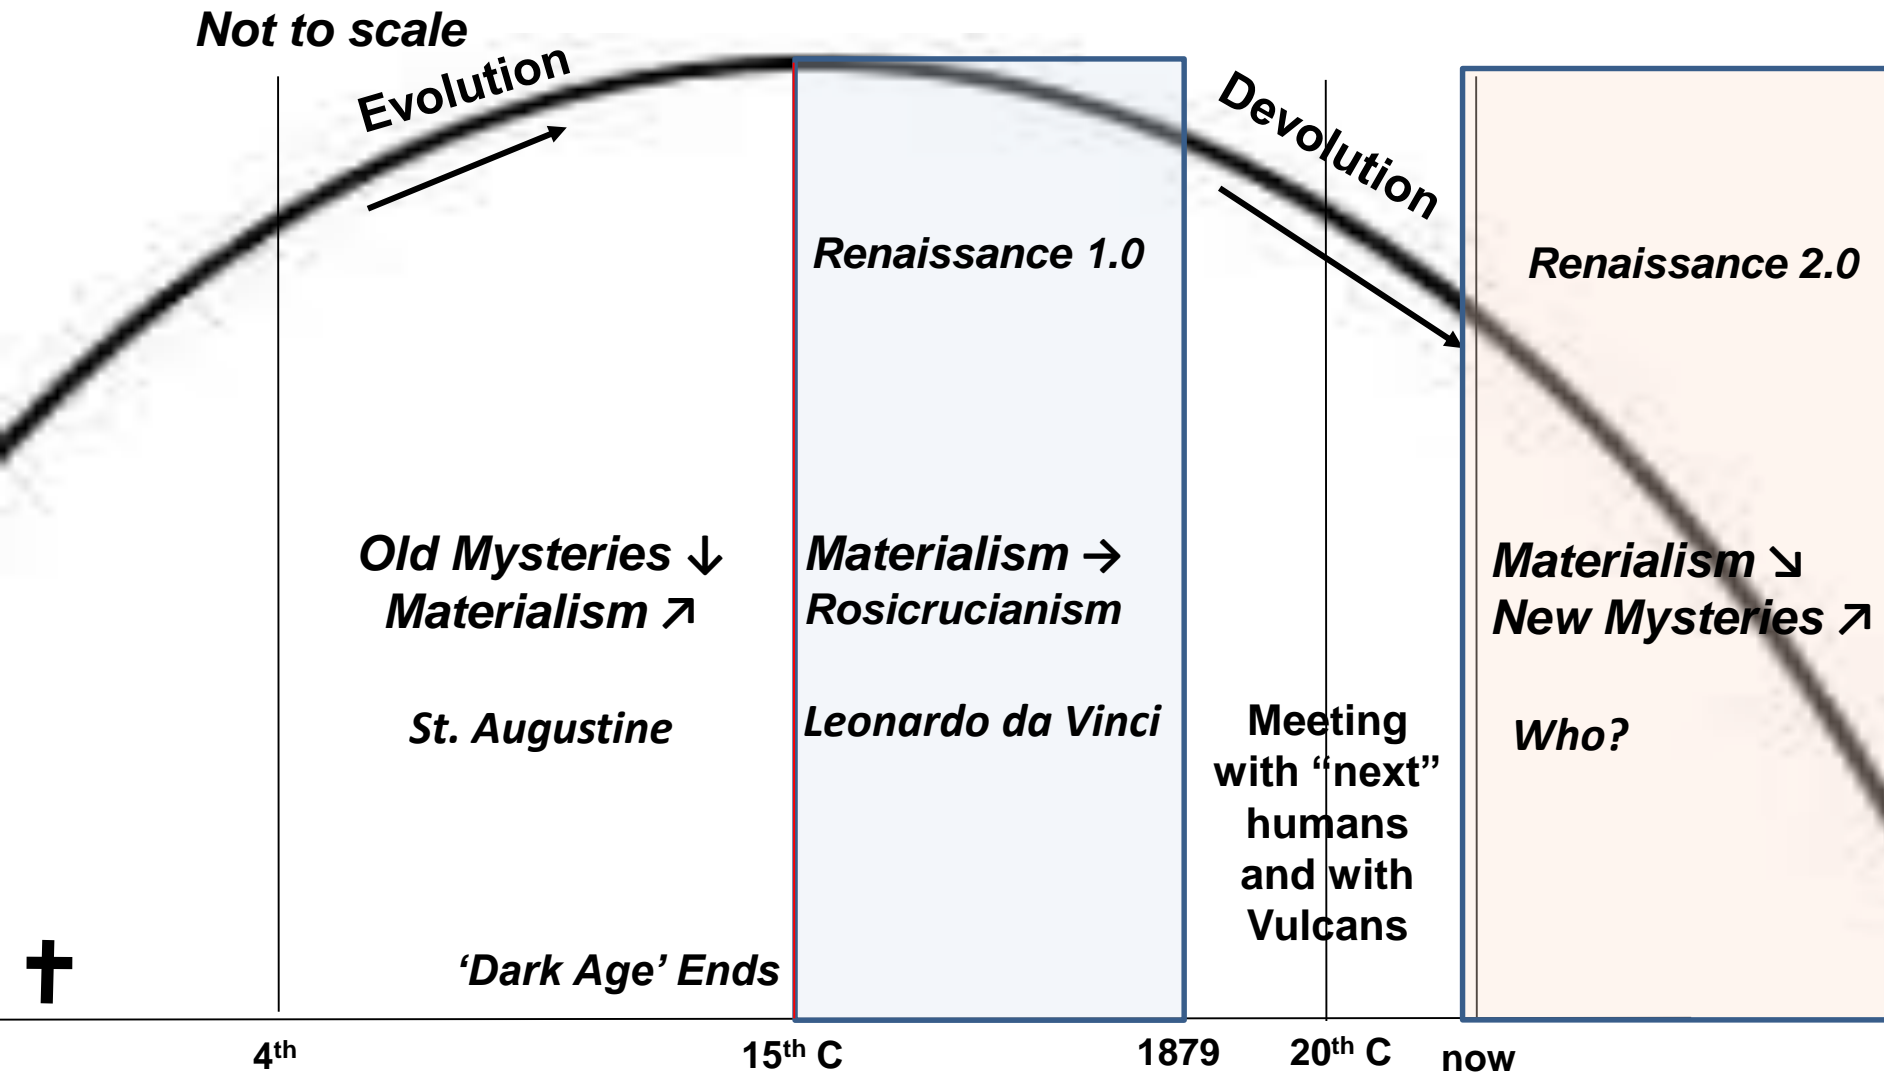 Not to scale
Evolution
Devolution
Renaissance 1.0
Renaissance 2.0
Old Mysteries ↓
Materialism ↗
St. Augustine
‘Dark Age’ Ends
Materialism →
Rosicrucianism
Leonardo da Vinci
Meeting
with “next”
humans
and with
Vulcans
Materialism ↘
New Mysteries ↗
Who?
4th
15th C
1879
20th C
now